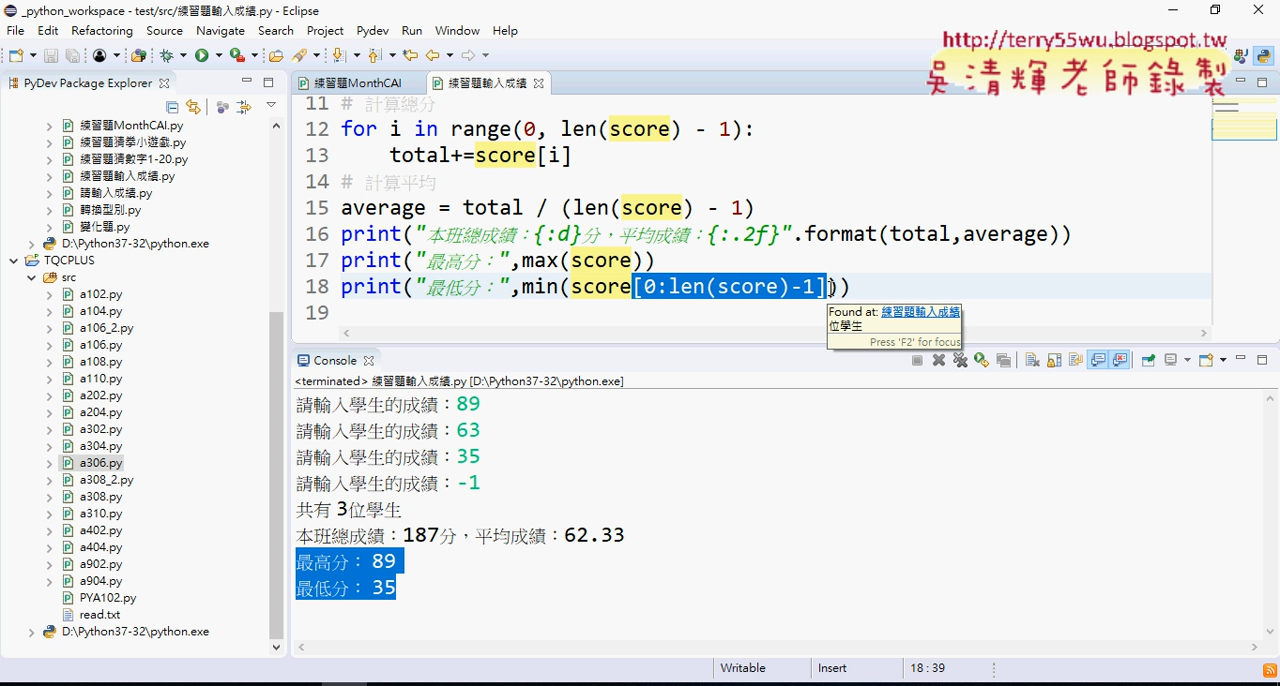 _python_workspace - test/src/練習題輸入成績.py - Eclipse
File Edit Refactoring Source Navigate Search Project Pydev Run Window Help
http://terry55wu.blogspot.tw
吳清輝老師錄製
PyDev Package Explorer
練習題MonthCAI.py
練習題猜拳小遊戲.py
練習題猜數字1-20.py
練習題輸入成績.py
請輸入成績.py
轉換型別.py
變化題.py
D:\Python37-32\python.exe
TQCPLUS
src
a102.py
a104.py
a106_2.py
a106.py
a108.py
a110.py
a202.py
a204.py
a302.py
a304.py
a306.py
a308_2.py
a308.py
a310.py
a402.py
a404.py
a902.py
a904.py
PYA102.py
read.txt
D:\Python37-32\python.exe
練習題MonthCAI 練習題輸入成績
11 # 計算總分
12 for i in range(0, len(score) - 1):
13 total+=score[i]
14 # 計算平均
15 average = total / (len(score) - 1)
16 print("本班總成績：{:d}分，平均成績：{:.2f}".format(total,average))
17 print("最高分：",max(score))
18 print("最低分：",min(score[0:len(score)-1]))
19
Found at: 練習題輸入成績
位學生
Press 'F2' for focus
Console
<terminated> 練習題輸入成績.py [D:\Python37-32\python.exe]
請輸入學生的成績：89
請輸入學生的成績：63
請輸入學生的成績：35
請輸入學生的成績：-1
共有 3位學生
本班總成績：187分，平均成績：62.33
最高分： 89
最低分： 35
Writable Insert 18 : 39